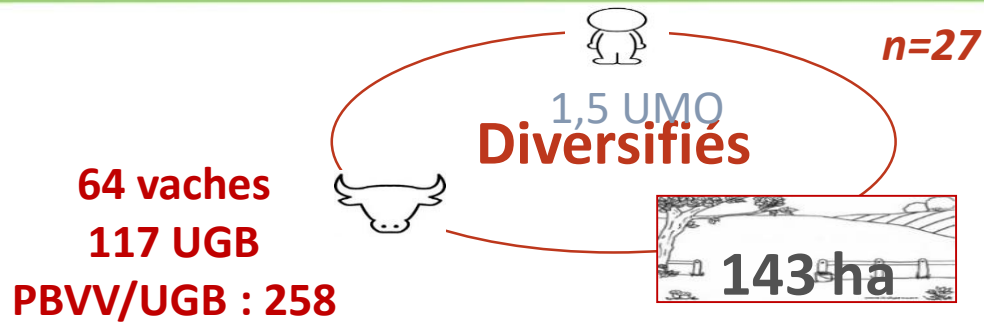 n=27
1,5 UMO
Diversifiés
64 vaches
117 UGB
PBVV/UGB : 258
143 ha